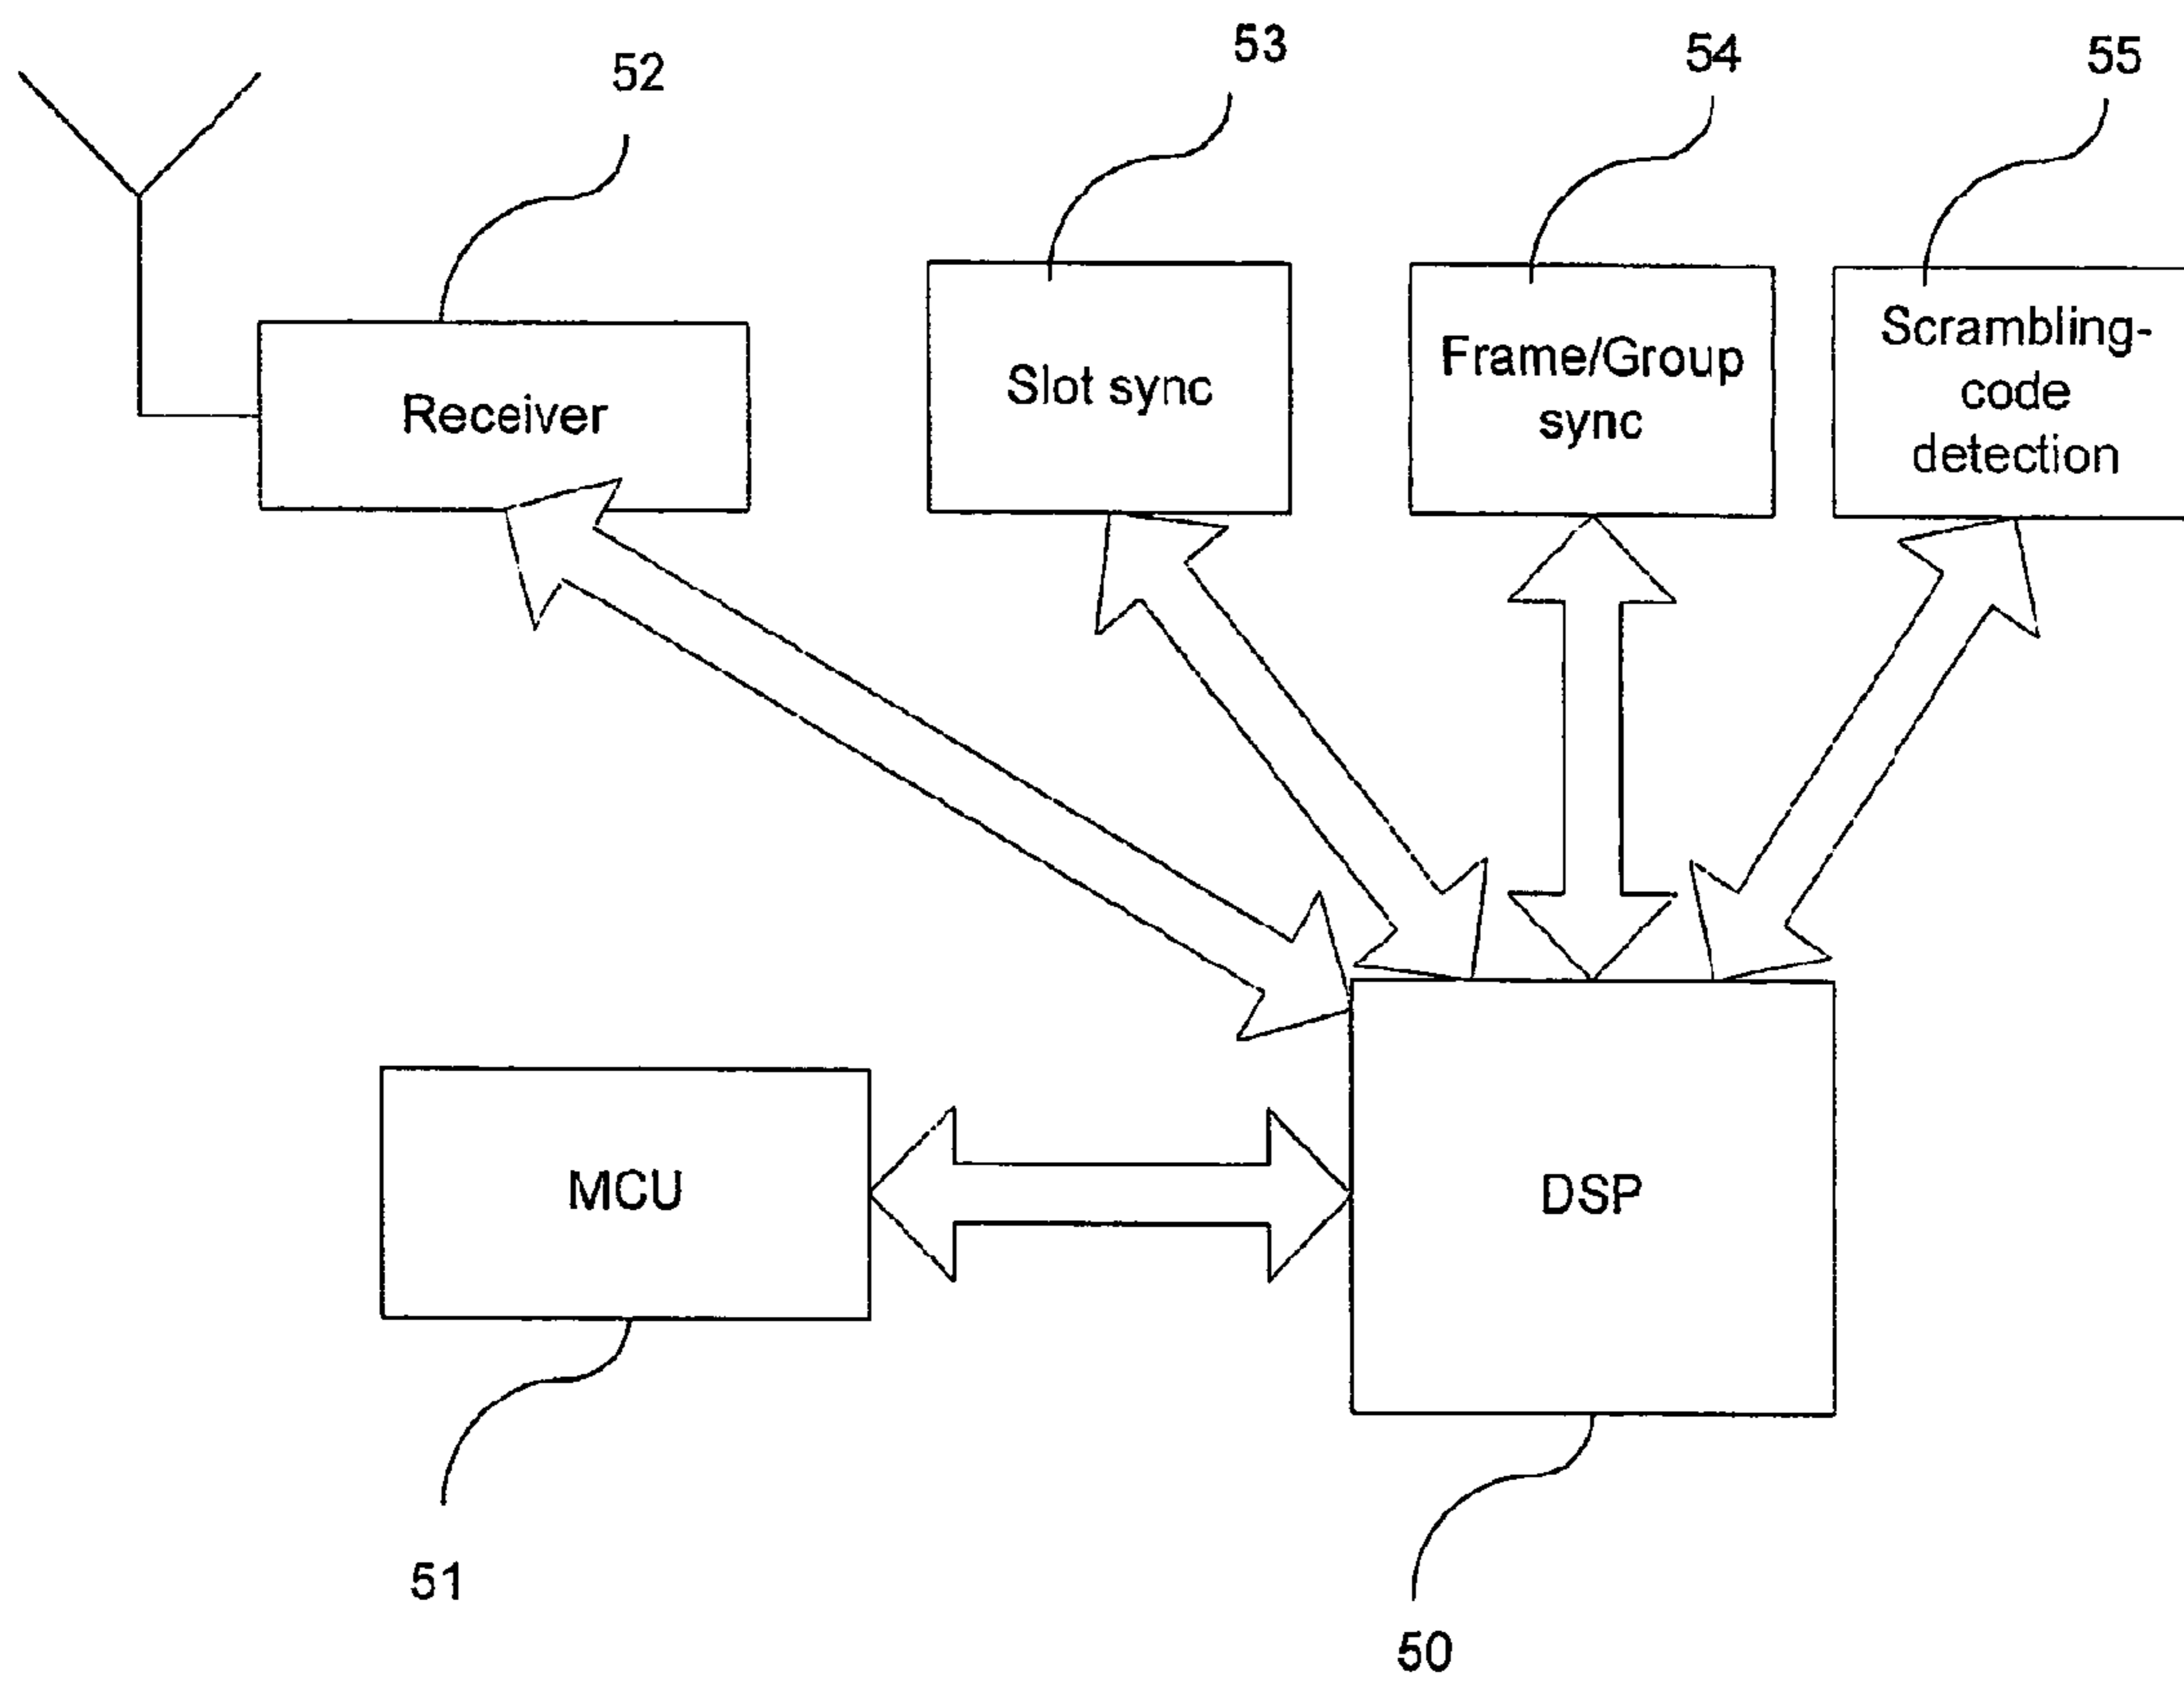 52
53
54
55
Receiver
Slot sync
Frame/Group
sync
Scrambling-
code
detection
MCU
DSP
51
50